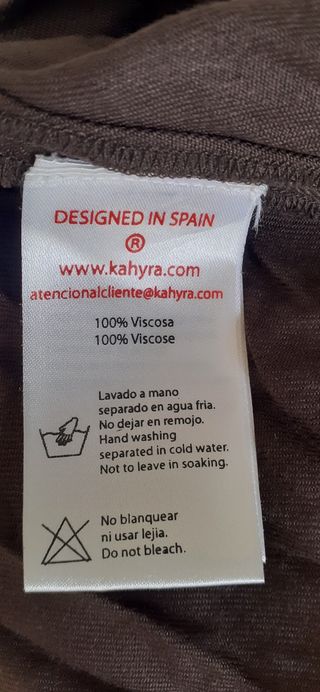 DESIGNED IN SPAIN
®
www.kahyra.com
atencionalcliente@kahyra.com
100% Viscosa
100% Viscose
Lavado a mano
separado en agua fria.
No dejar en remojo.
Hand washing
separated in cold water.
Not to leave in soaking.
No blanquear
ni usar lejia.
Do not bleach.